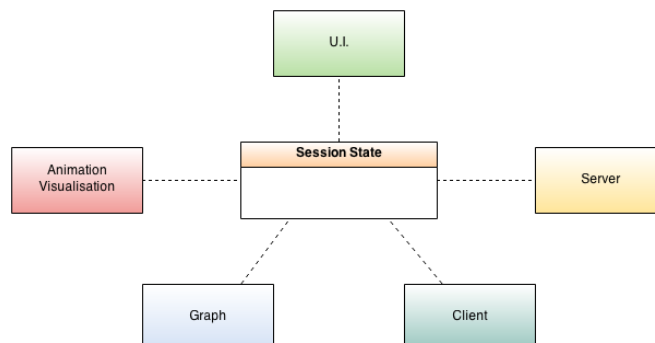 U.I.
Session State
Animation
Visualisation
Server
Graph
Client